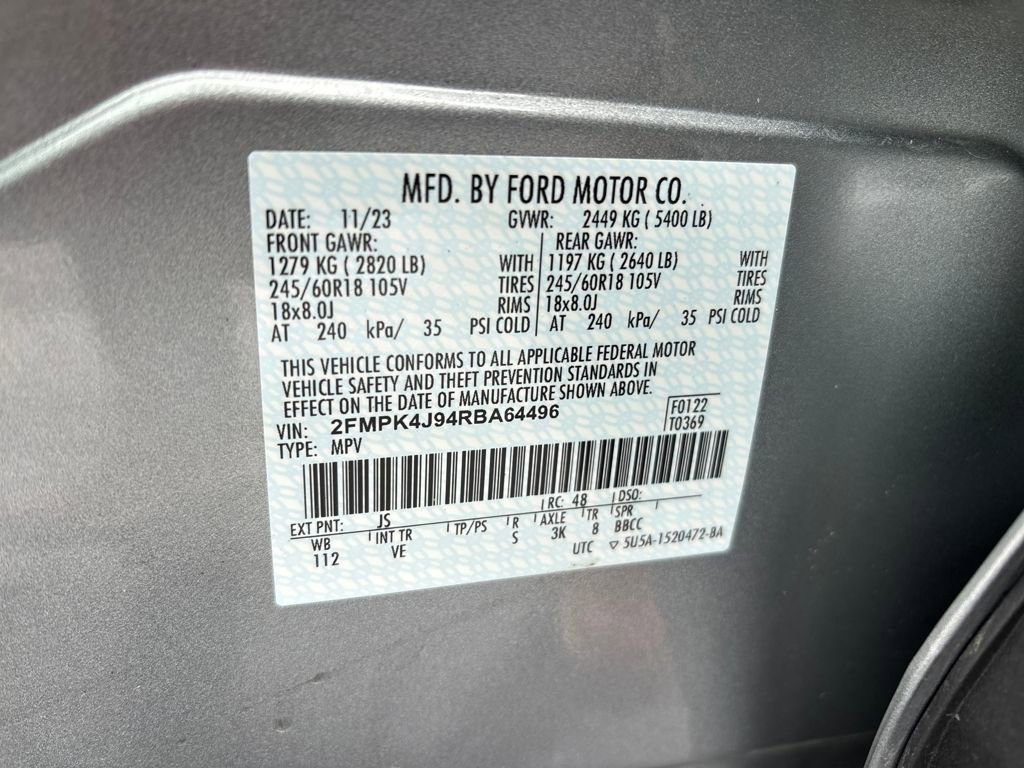 MFD. BY FORD MOTOR CO.
DATE: 11/23 GVWR: 2449 KG ( 5400 LB)
FRONT GAWR: REAR GAWR:
1279 KG ( 2820 LB) WITH 1197 KG ( 2640 LB) WITH
245/60R18 105V TIRES 245/60R18 105V TIRES
18x8.0J RIMS 18x8.0J RIMS
AT 240 kPa/ 35 PSI COLD AT 240 kPa/ 35 PSI COLD
THIS VEHICLE CONFORMS TO ALL APPLICABLE FEDERAL MOTOR
VEHICLE SAFETY AND THEFT PREVENTION STANDARDS IN
EFFECT ON THE DATE OF MANUFACTURE SHOWN ABOVE.
VIN: 2FMPK4J94RBA64496 F0122
TYPE: MPV T0369
EXT PNT: JS RC: 48 DSO:
WB INT TR TP/PS R AXLE TR SPR
112 VE S 3K 8 BBCC
UTC ▽ 5U5A-1520472-BA